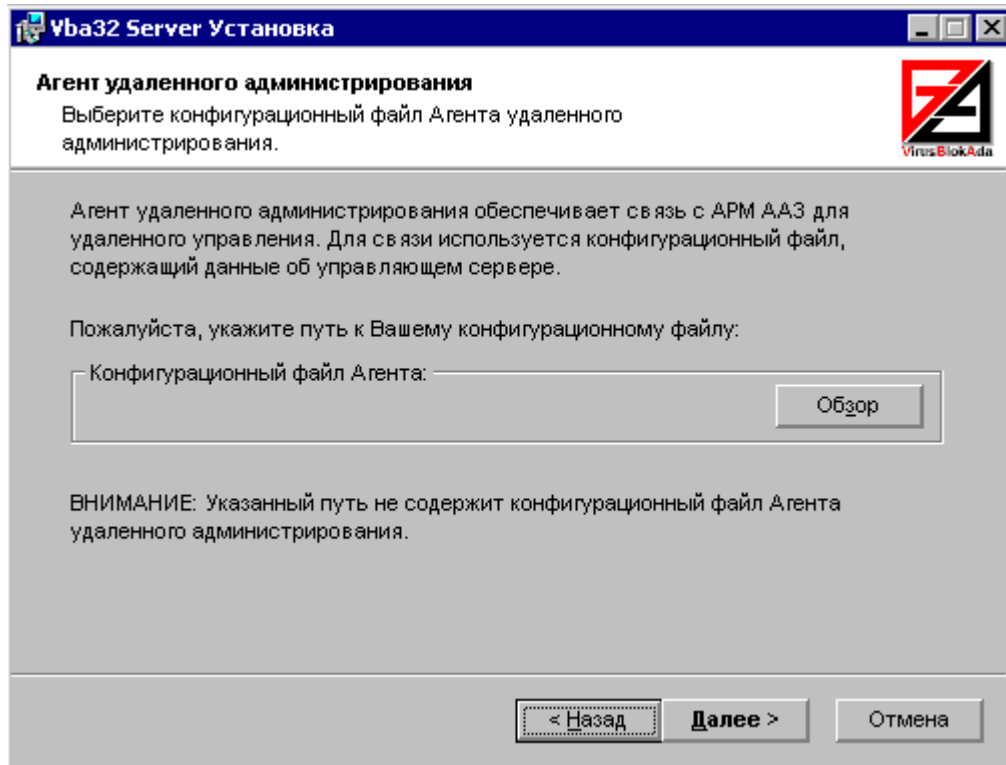 Vba32 Server Установка
Агент удаленного администрирования
Выберите конфигурационный файл Агента удаленного
администрирования.
VirusBlokAda
Агент удаленного администрирования обеспечивает связь с АРМ ААЗ для
удаленного управления. Для связи используется конфигурационный файл,
содержащий данные об управляющем сервере.
Пожалуйста, укажите путь к Вашему конфигурационному файлу:
Конфигурационный файл Агента:
Обзор
ВНИМАНИЕ: Указанный путь не содержит конфигурационный файл Агента
удаленного администрирования.
< Назад Далее > Отмена